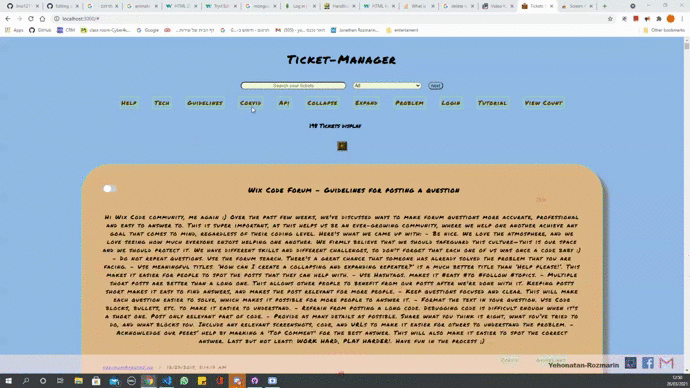 localhost:3000/#
Apps
GitHub
CRM
Google
Other bookmarks
Ticket-Manager
Search your tickets
All
next
Help Tech Guidelines Corvid Api Collapse Expand Problem Login Tutorial View Count
198 Tickets display
Wix Code Forum - Guidelines for posting a question
Hi Wix Code community, me again :) Over the past few weeks, we've discussed ways to make forum questions more accurate, professional
and easy to answer to. This is super important, as this helps us be an ever-growing community, where we help one another achieve any
goal that comes to mind, regardless of their coding level. Here's what we came up with: - Be nice. We love the atmosphere, and we
love seeing how much everyone enjoys helping one another. We firmly believe that we should safeguard this culture—this is our space
and we should protect it. We have different skills and different challenges, so don't forget that each one of us was once a code baby :)
- Do not repeat questions. Use the forum search. There's a great chance that someone has already solved the problem that you are
facing. - Use meaningful titles. "How can I create a collapsing and expanding repeater?" is a much better title than "Help please!". This
makes it easier for people to spot the posts that they can help with. - Use Hashtags. makes it #easy #to #follow #topics. - Multiple
short posts are better than a long one. This allows other people to benefit from our posts after we're done with it. Keeping posts
short makes it easy to find answers, and makes the post relevant for more people. - Keep questions focused and clear. This will make
each question easier to solve, which makes it possible for more people to answer it. - Format the text in your question. Use Code
blocks, bullets, etc. to make it easier to understand. - Refrain from posting a long code. Debugging code is difficult enough when it's
a short one. Post only relevant part of code. - Provide as many details as possible. Share what you think is right, what you've tried to
do, and what blocks you. Include any relevant screenshots, code, and URLs to make it easier for others to understand the problem. -
Acknowledge our peers' help by marking a "Top Comment" for the best answer. This will also make it easier to spot the correct
answer. Last but not least: WORK HARD, PLAY HARDER!. Have fun in the process ;)
Corvid Guidelines
Yehonatan-Rozmarin
12:50
26/03/2021